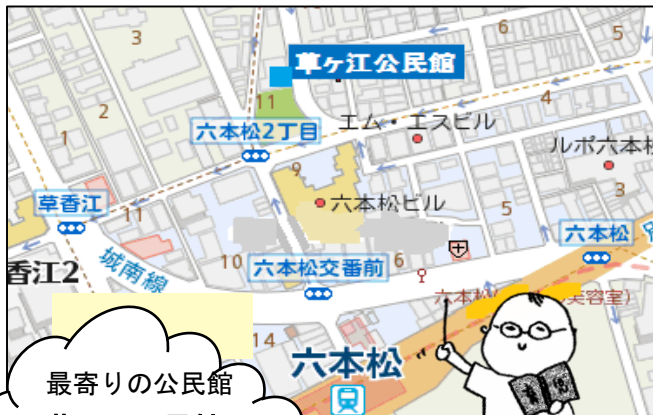 3
6
5
草ヶ江公民館
2
11
4
1
六本松2丁目
エム・エスビル
ルポ六本松
9
草香江
11
六本松ビル
3
5
六本松
香江2
城南線
10
六本松交番前
6
14
六本松
最寄りの公民館